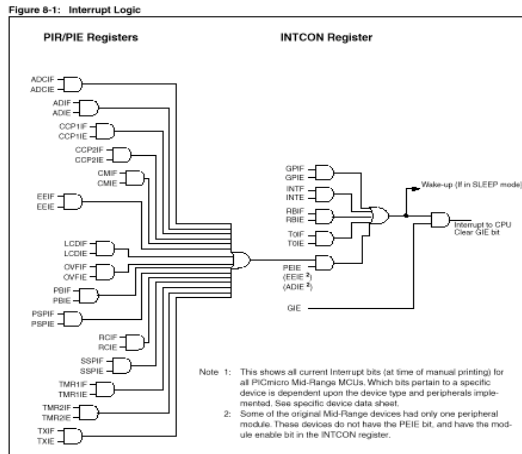 Figure 8-1: Interrupt Logic
PIR/PIE Registers
INTCON Register
ADCIF
ADCIE
ADIF
ADIE
CCP1IF
CCP1IE
CCP2IF
CCP2IE
CMIF
CMIE
EEIF
EEIE
LCDIF
LCDIE
OVFIF
OVFIE
PBIF
PBIE
PSPIF
PSPIE
RCIF
RCIE
SSPIF
SSPIE
TMR1IF
TMR1IE
TMR2IF
TMR2IE
TXIF
TXIE
GPIF
GPIE
INTF
INTE
RBIF
RBIE
T0IF
T0IE
PEIE
(EEIE 2)
(ADIE 2)
GIE
Wake-up (If in SLEEP mode)
Interrupt to CPU
Clear GIE bit
Note 1: This shows all current Interrupt bits (at time of manual printing) for
all PICmicro Mid-Range MCUs. Which bits pertain to a specific
device is dependent upon the device type and peripherals imple-
mented. See specific device data sheet.
2: Some of the original Mid-Range devices had only one peripheral
module. These devices do not have the PEIE bit, and have the mod-
ule enable bit in the INTCON register.